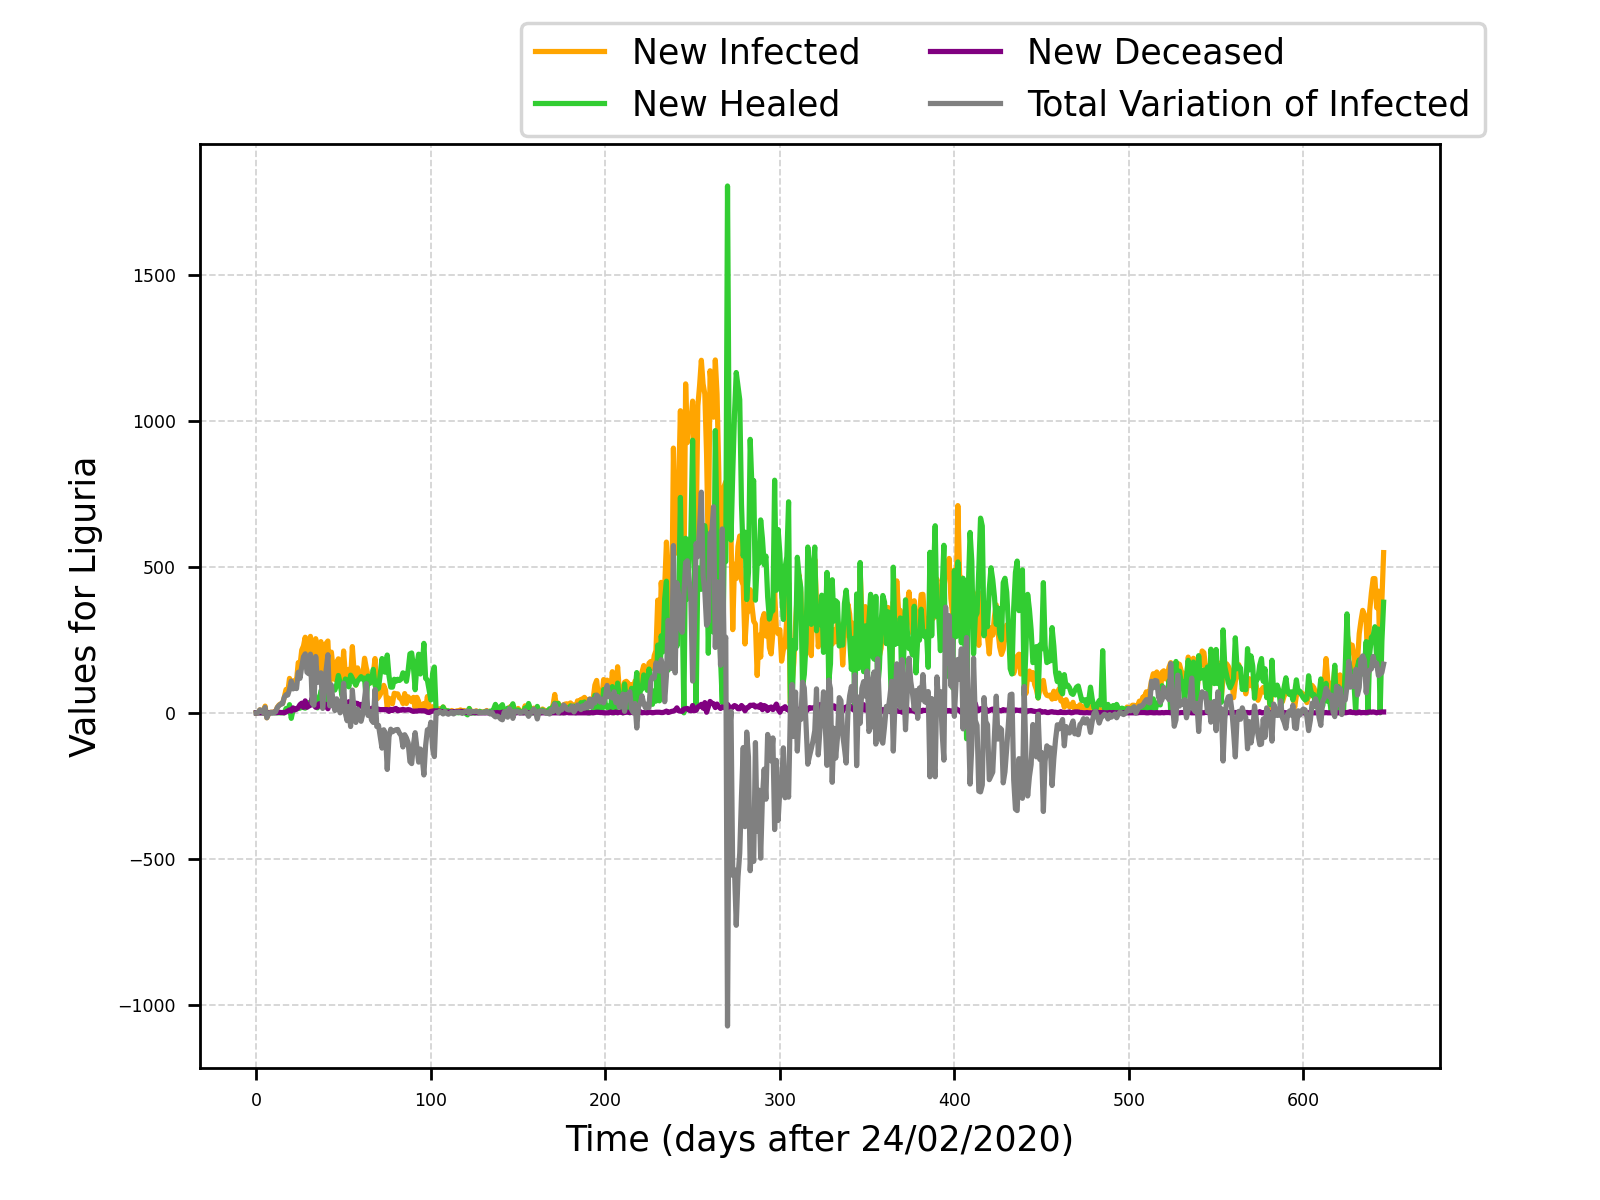 New Infected
New Healed
New Deceased
Total Variation of Infected
Values for Liguria
1500
1000
500
0
−500
−1000
0 100 200 300 400 500 600
Time (days after 24/02/2020)